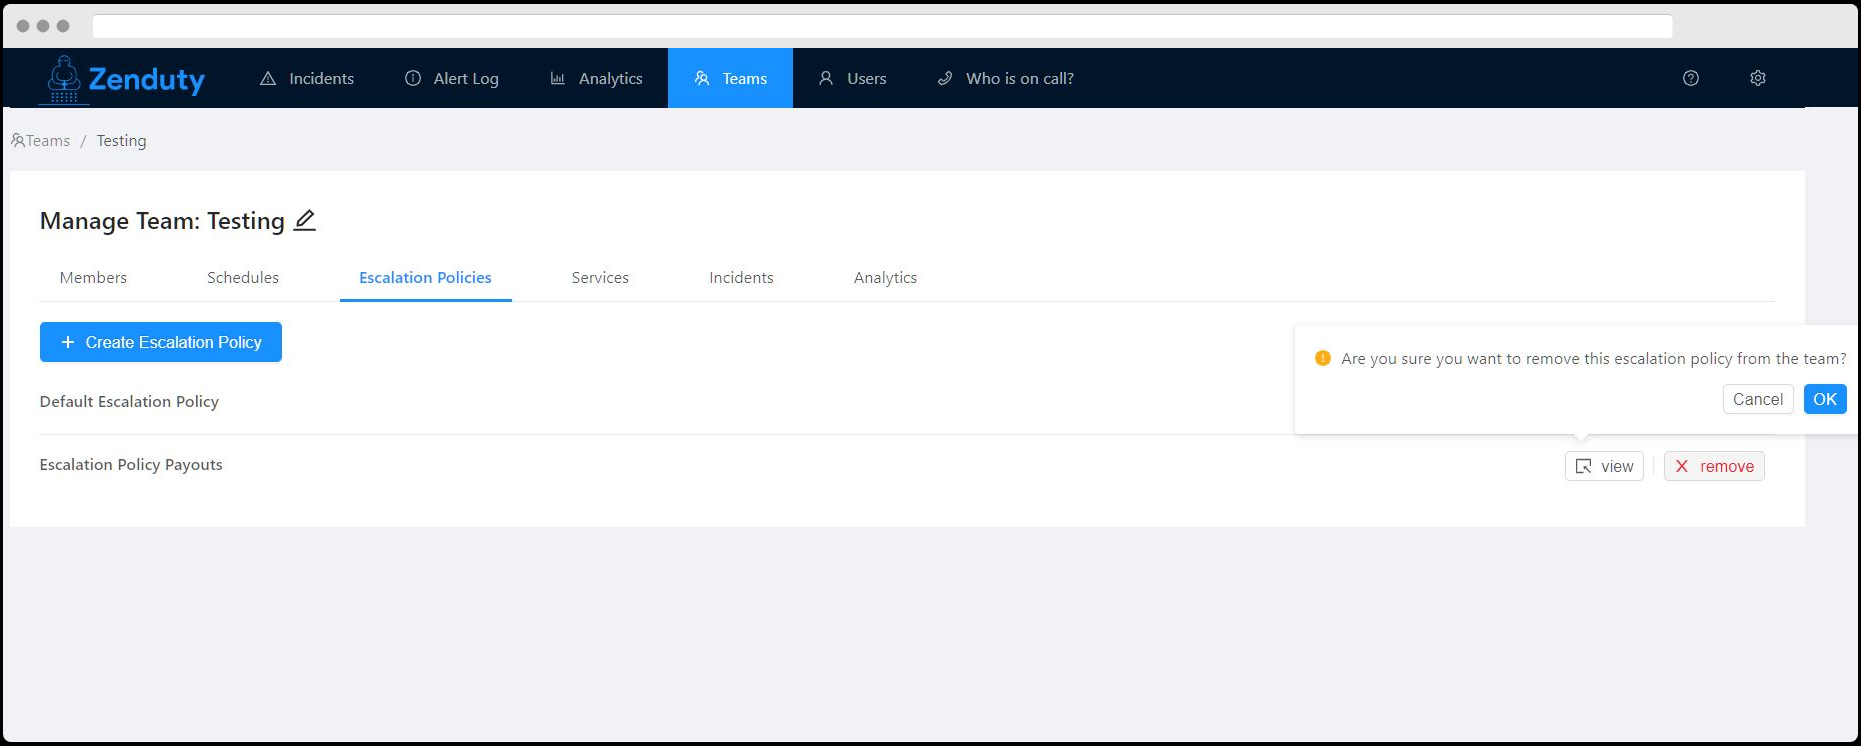 Zenduty Incidents Alert Log Analytics Teams Users Who is on call?
Teams / Testing
Manage Team: Testing
Members Schedules Escalation Policies Services Incidents Analytics
+ Create Escalation Policy
Are you sure you want to remove this escalation policy from the team?
Cancel OK
Default Escalation Policy
Escalation Policy Payouts view remove